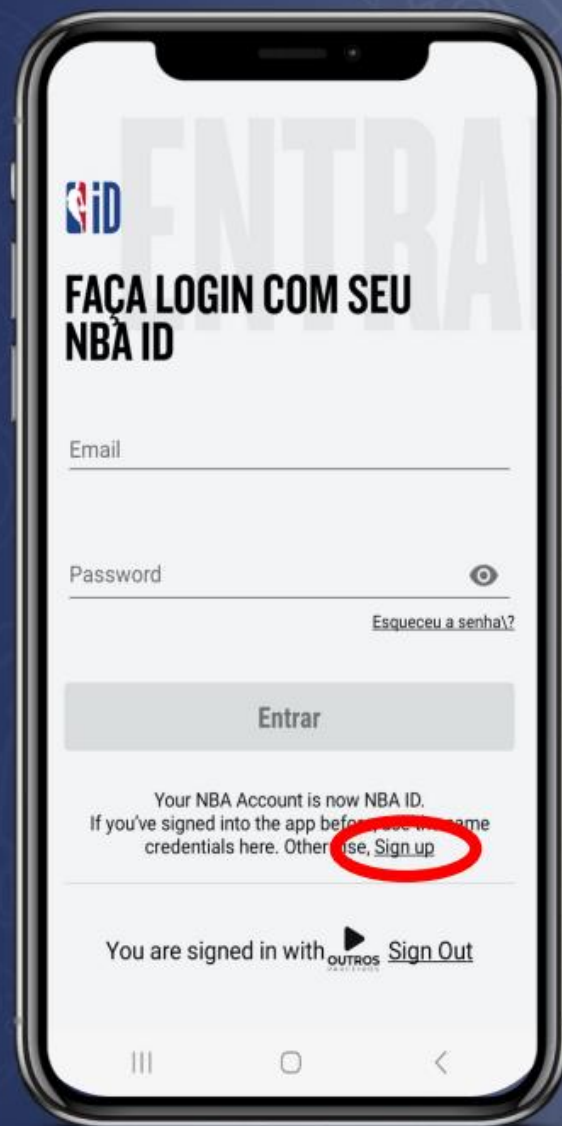 ENTRA
iD
FAÇA LOGIN COM SEU
NBA ID
Email
Password
Esqueceu a senha\?
Entrar
Your NBA Account is now NBA ID.
If you've signed into the app before, use the same
credentials here. Otherwise, Sign up
You are signed in with OUTROS PARCEIROS Sign Out